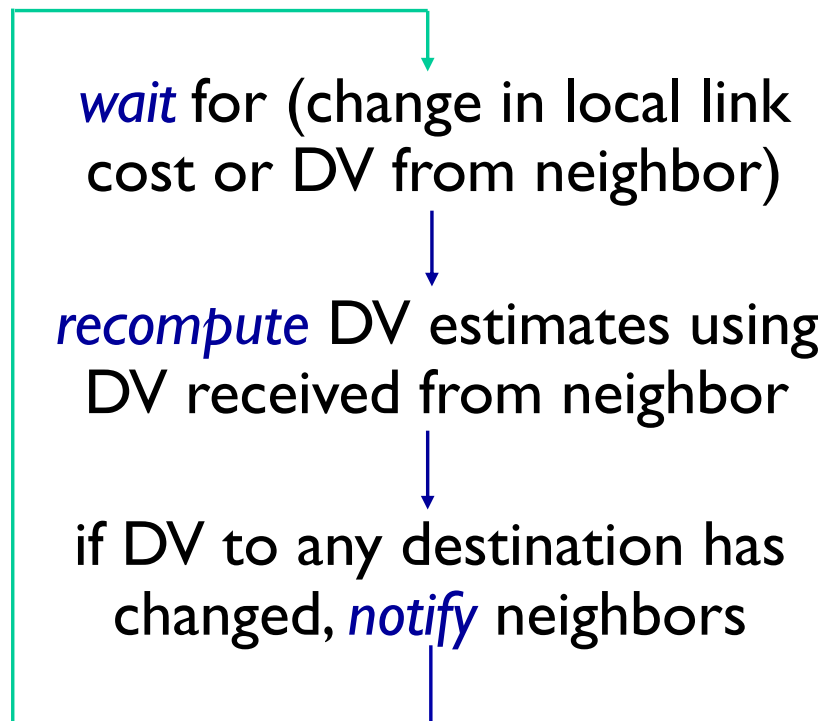 wait for (change in local link
cost or DV from neighbor)
recompute DV estimates using
DV received from neighbor
if DV to any destination has
changed, notify neighbors